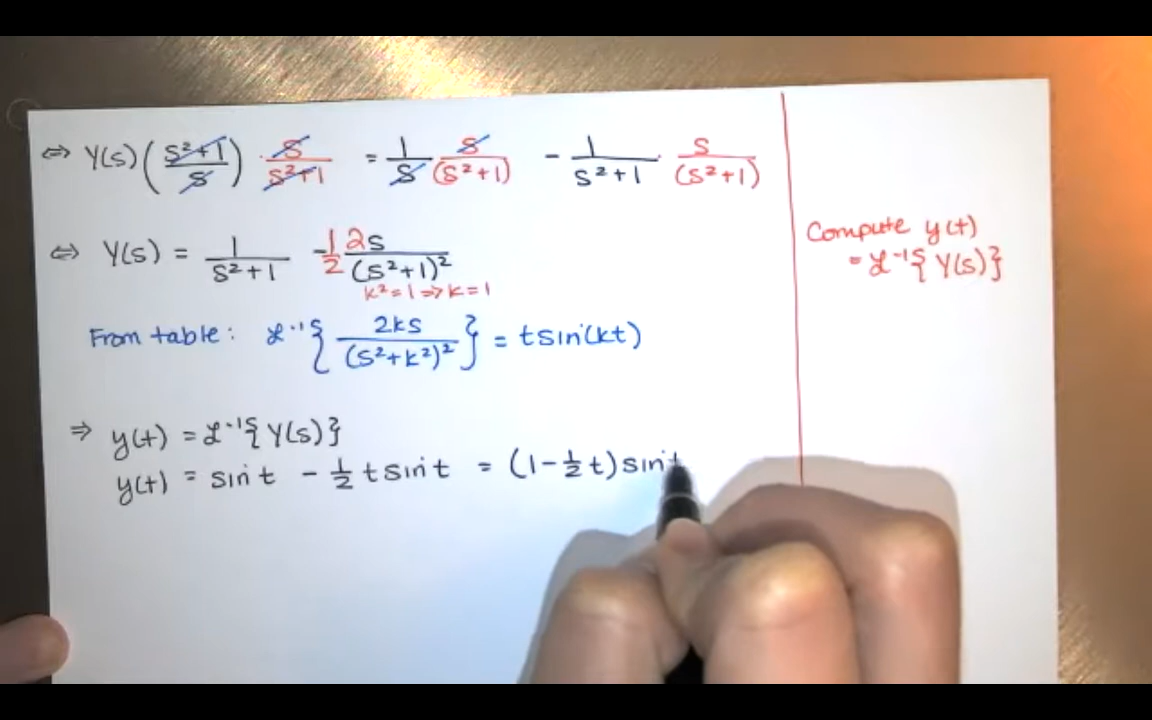 ⇔ Y(s) ( (s²+1)/s ) · s/(s²+1) = 1/s s/(s²+1) - 1/(s²+1) · s/(s²+1)
⇔ Y(s) = 1/(s²+1) - 1/2 2s/(s²+1)²
k²=1 ⇒ k=1
From table: ℒ⁻¹{ 2ks/(s²+k²)² } = tsin(kt)
⇒ y(t) = ℒ⁻¹{Y(s)}
y(t) = sin t - 1/2 t sin t = (1 - 1/2 t) sin t
Compute y(t)
= ℒ⁻¹{Y(s)}